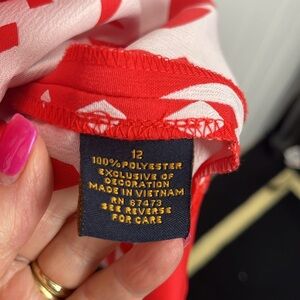 12
100% POLYESTER
EXCLUSIVE OF
DECORATION
MADE IN VIETNAM
RN 67473
SEE REVERSE
FOR CARE